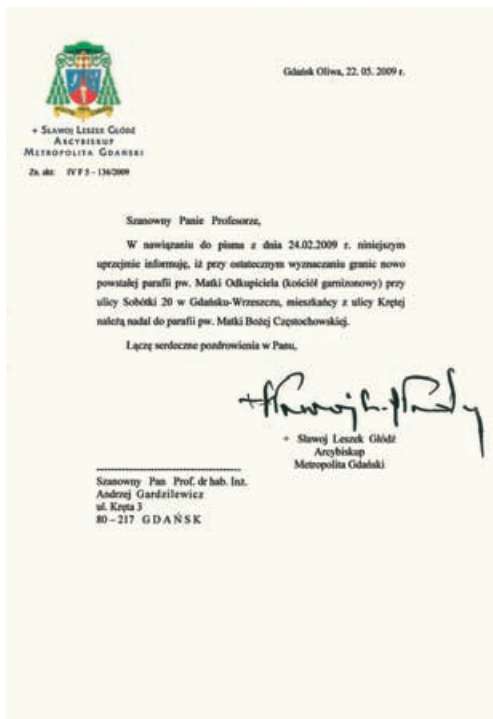 Gdańsk Oliwa, 22. 05. 2009 r.
+ Sławoj Leszek Głódź
Arcybiskup
Metropolita Gdański
Zn. akt: IV F 5 – 136/2009
Szanowny Panie Profesorze,
W nawiązaniu do pisma z dnia 24.02.2009 r. niniejszym
uprzejmie informuję, iż przy ostatecznym wyznaczaniu granic nowo
powstałej parafii pw. Matki Odkupiciela (kościół garnizonowy) przy
ulicy Sobótki 20 w Gdańsku-Wrzeszczu, mieszkańcy z ulicy Krętej
należą nadal do parafii pw. Matki Bożej Częstochowskiej.
Łączę serdeczne pozdrowienia w Panu,
+ Sławoj Leszek Głódź
Arcybiskup
Metropolita Gdański
Szanowny Pan Prof. dr hab. Inż.
Andrzej Gardzilewicz
ul. Kręta 3
80 – 217 GDAŃSK